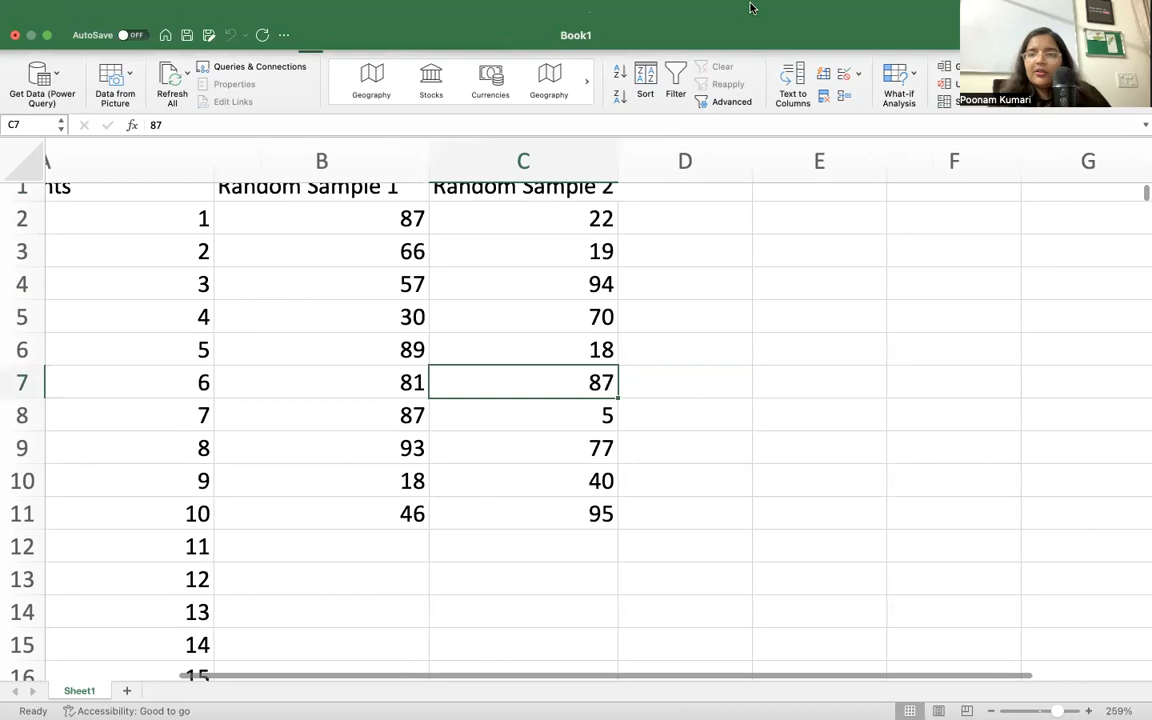 AutoSave OFF Book1
Get Data (Power Query) Data from Picture Refresh All Queries & Connections Properties Edit Links Geography Stocks Currencies Geography Sort Filter Clear Reapply Advanced Text to Columns What-if Analysis
Poonam Kumari
C7 fx 87
A B C D E F G
1 nts Random Sample 1 Random Sample 2
2 1 87 22
3 2 66 19
4 3 57 94
5 4 30 70
6 5 89 18
7 6 81 87
8 7 87 5
9 8 93 77
10 9 18 40
11 10 46 95
12 11
13 12
14 13
15 14
16 15
Sheet1
Ready Accessibility: Good to go 259%